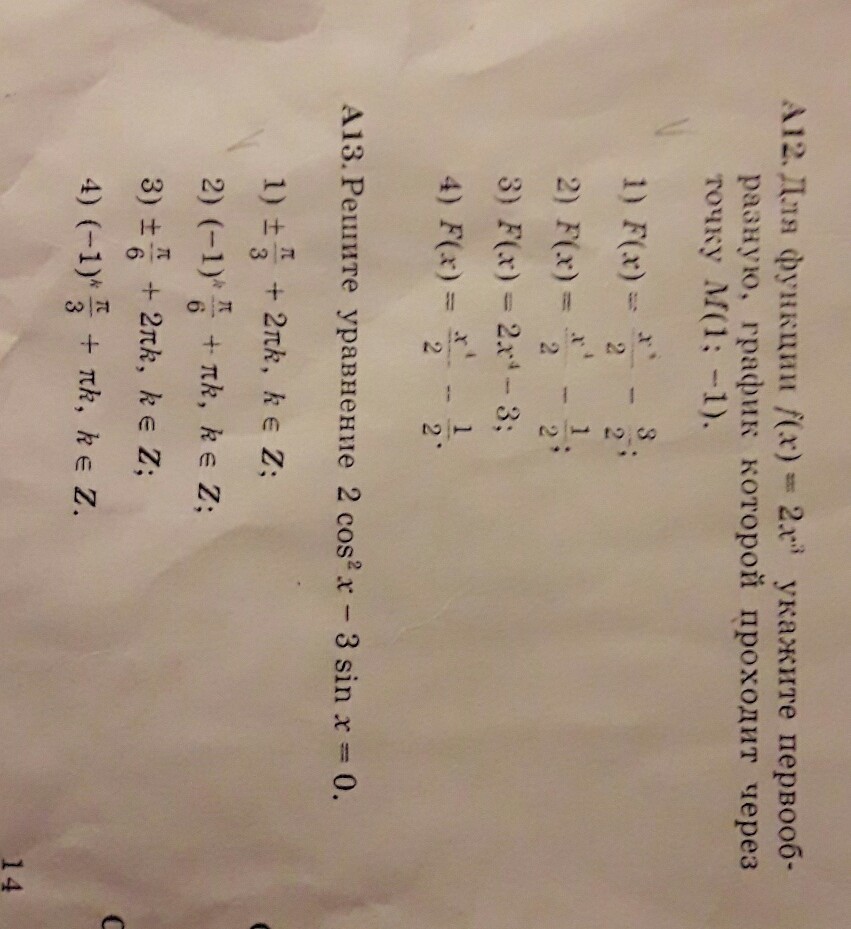 А12. Для функции f(x) = 2x³ укажите первооб-
разную, график которой проходит через
точку M(1; −1).
1) F(x) = x⁴/2 − 3/2;
2) F(x) = x⁴/2 − 1/2;
3) F(x) = 2x⁴ − 3;
4) F(x) = x⁴/2 − 1/2.
А13. Решите уравнение 2 cos² x − 3 sin x = 0.
1) ± π/3 + 2πk, k ∈ Z;
2) (−1)ᵏ π/6 + πk, k ∈ Z;
3) ± π/6 + 2πk, k ∈ Z;
4) (−1)ᵏ π/3 + πk, k ∈ Z.
14